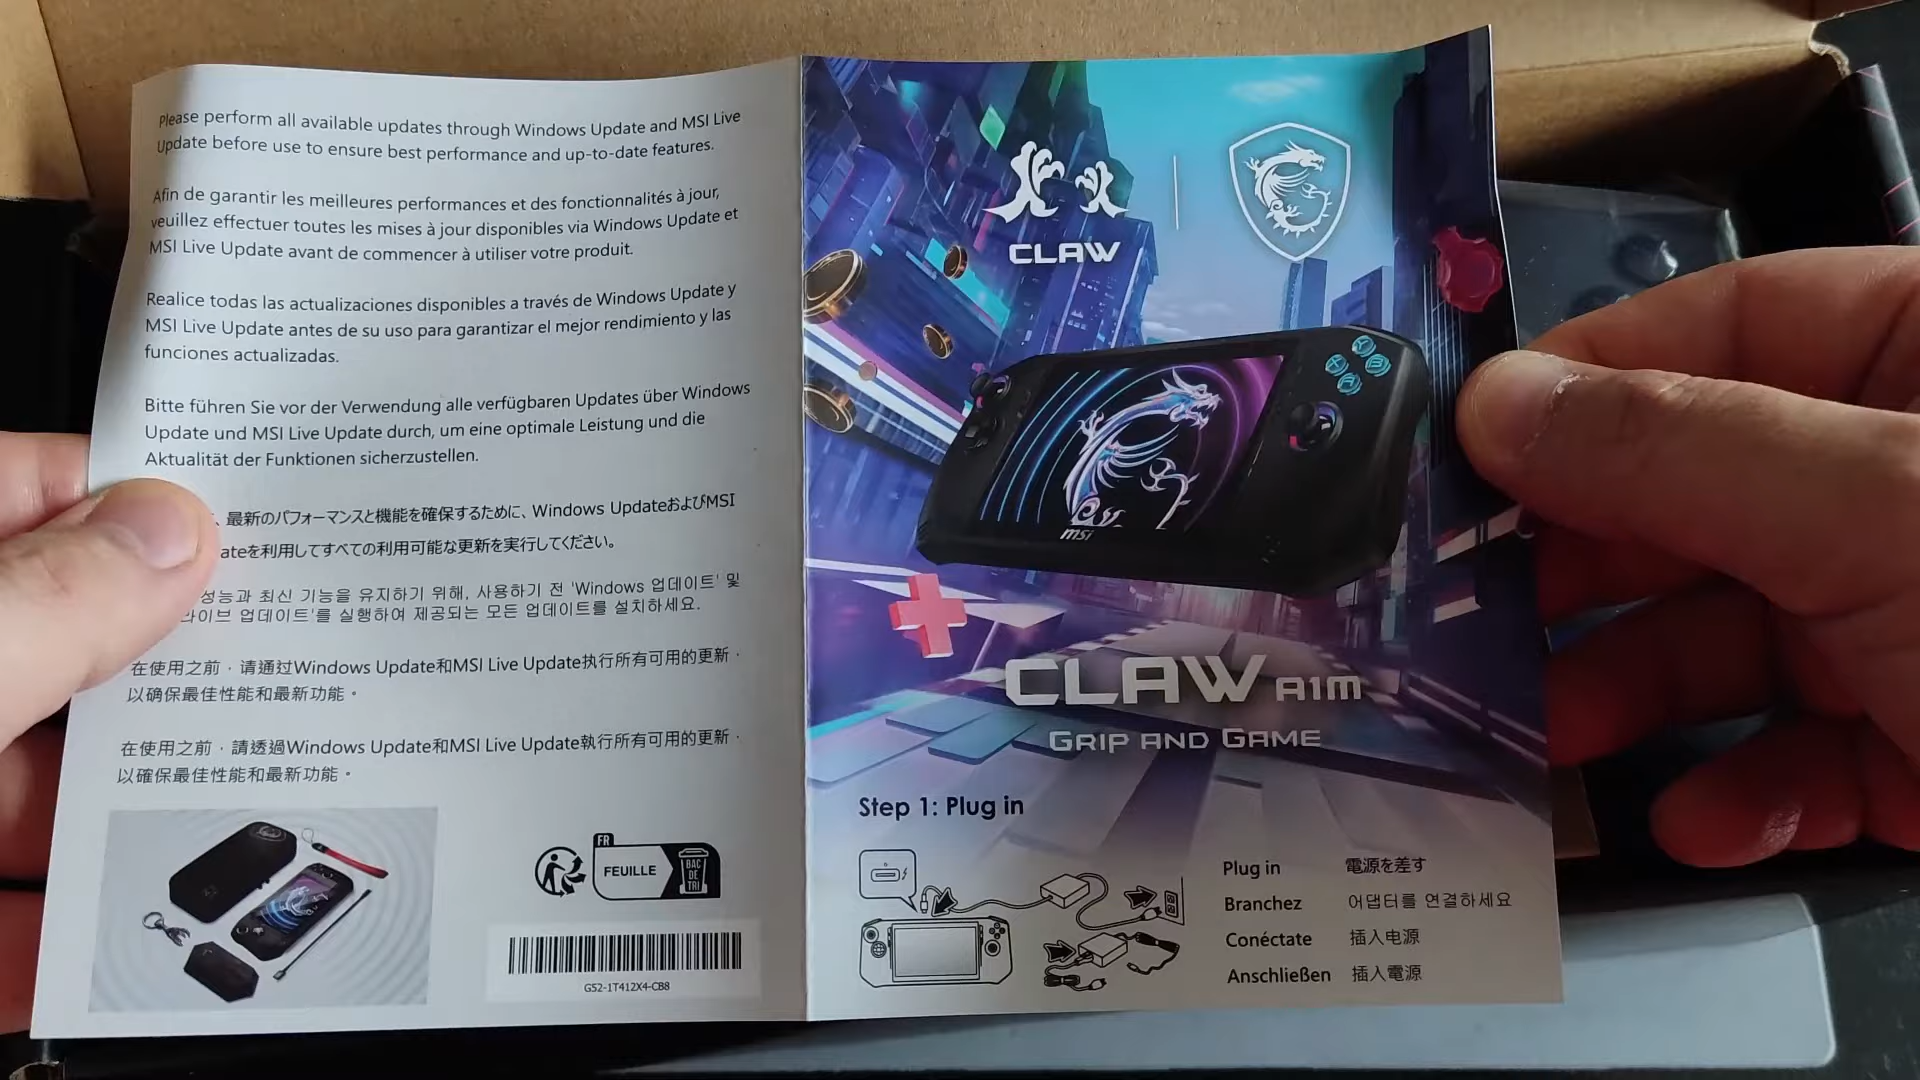 Please perform all available updates through Windows Update and MSI Live
Update before use to ensure best performance and up-to-date features.
Afin de garantir les meilleures performances et des fonctionnalités à jour,
veuillez effectuer toutes les mises à jour disponibles via Windows Update et
MSI Live Update avant de commencer à utiliser votre produit.
Realice todas las actualizaciones disponibles a través de Windows Update y
MSI Live Update antes de su uso para garantizar el mejor rendimiento y las
funciones actualizadas.
Bitte führen Sie vor der Verwendung alle verfügbaren Updates über Windows
Update und MSI Live Update durch, um eine optimale Leistung und die
Aktualität der Funktionen sicherzustellen.
、最新のパフォーマンスと機能を確保するために、Windows UpdateおよびMSI
ateを利用してすべての利用可能な更新を実行してください。
성능과 최신 기능을 유지하기 위해, 사용하기 전 'Windows 업데이트' 및
라이브 업데이트'를 실행하여 제공되는 모든 업데이트를 설치하세요.
在使用之前，请通过Windows Update和MSI Live Update执行所有可用的更新，
以确保最佳性能和最新功能。
在使用之前，請透過Windows Update和MSI Live Update執行所有可用的更新，
以確保最佳性能和最新功能。
FR
FEUILLE
BAC
DE
TRI
G52-1T412X4-CB8
CLAW
msi
CLAW A1M
GRIP AND GAME
Step 1: Plug in
Plug in 電源を差す
Branchez 어댑터를 연결하세요
Conéctate 插入电源
Anschließen 插入電源